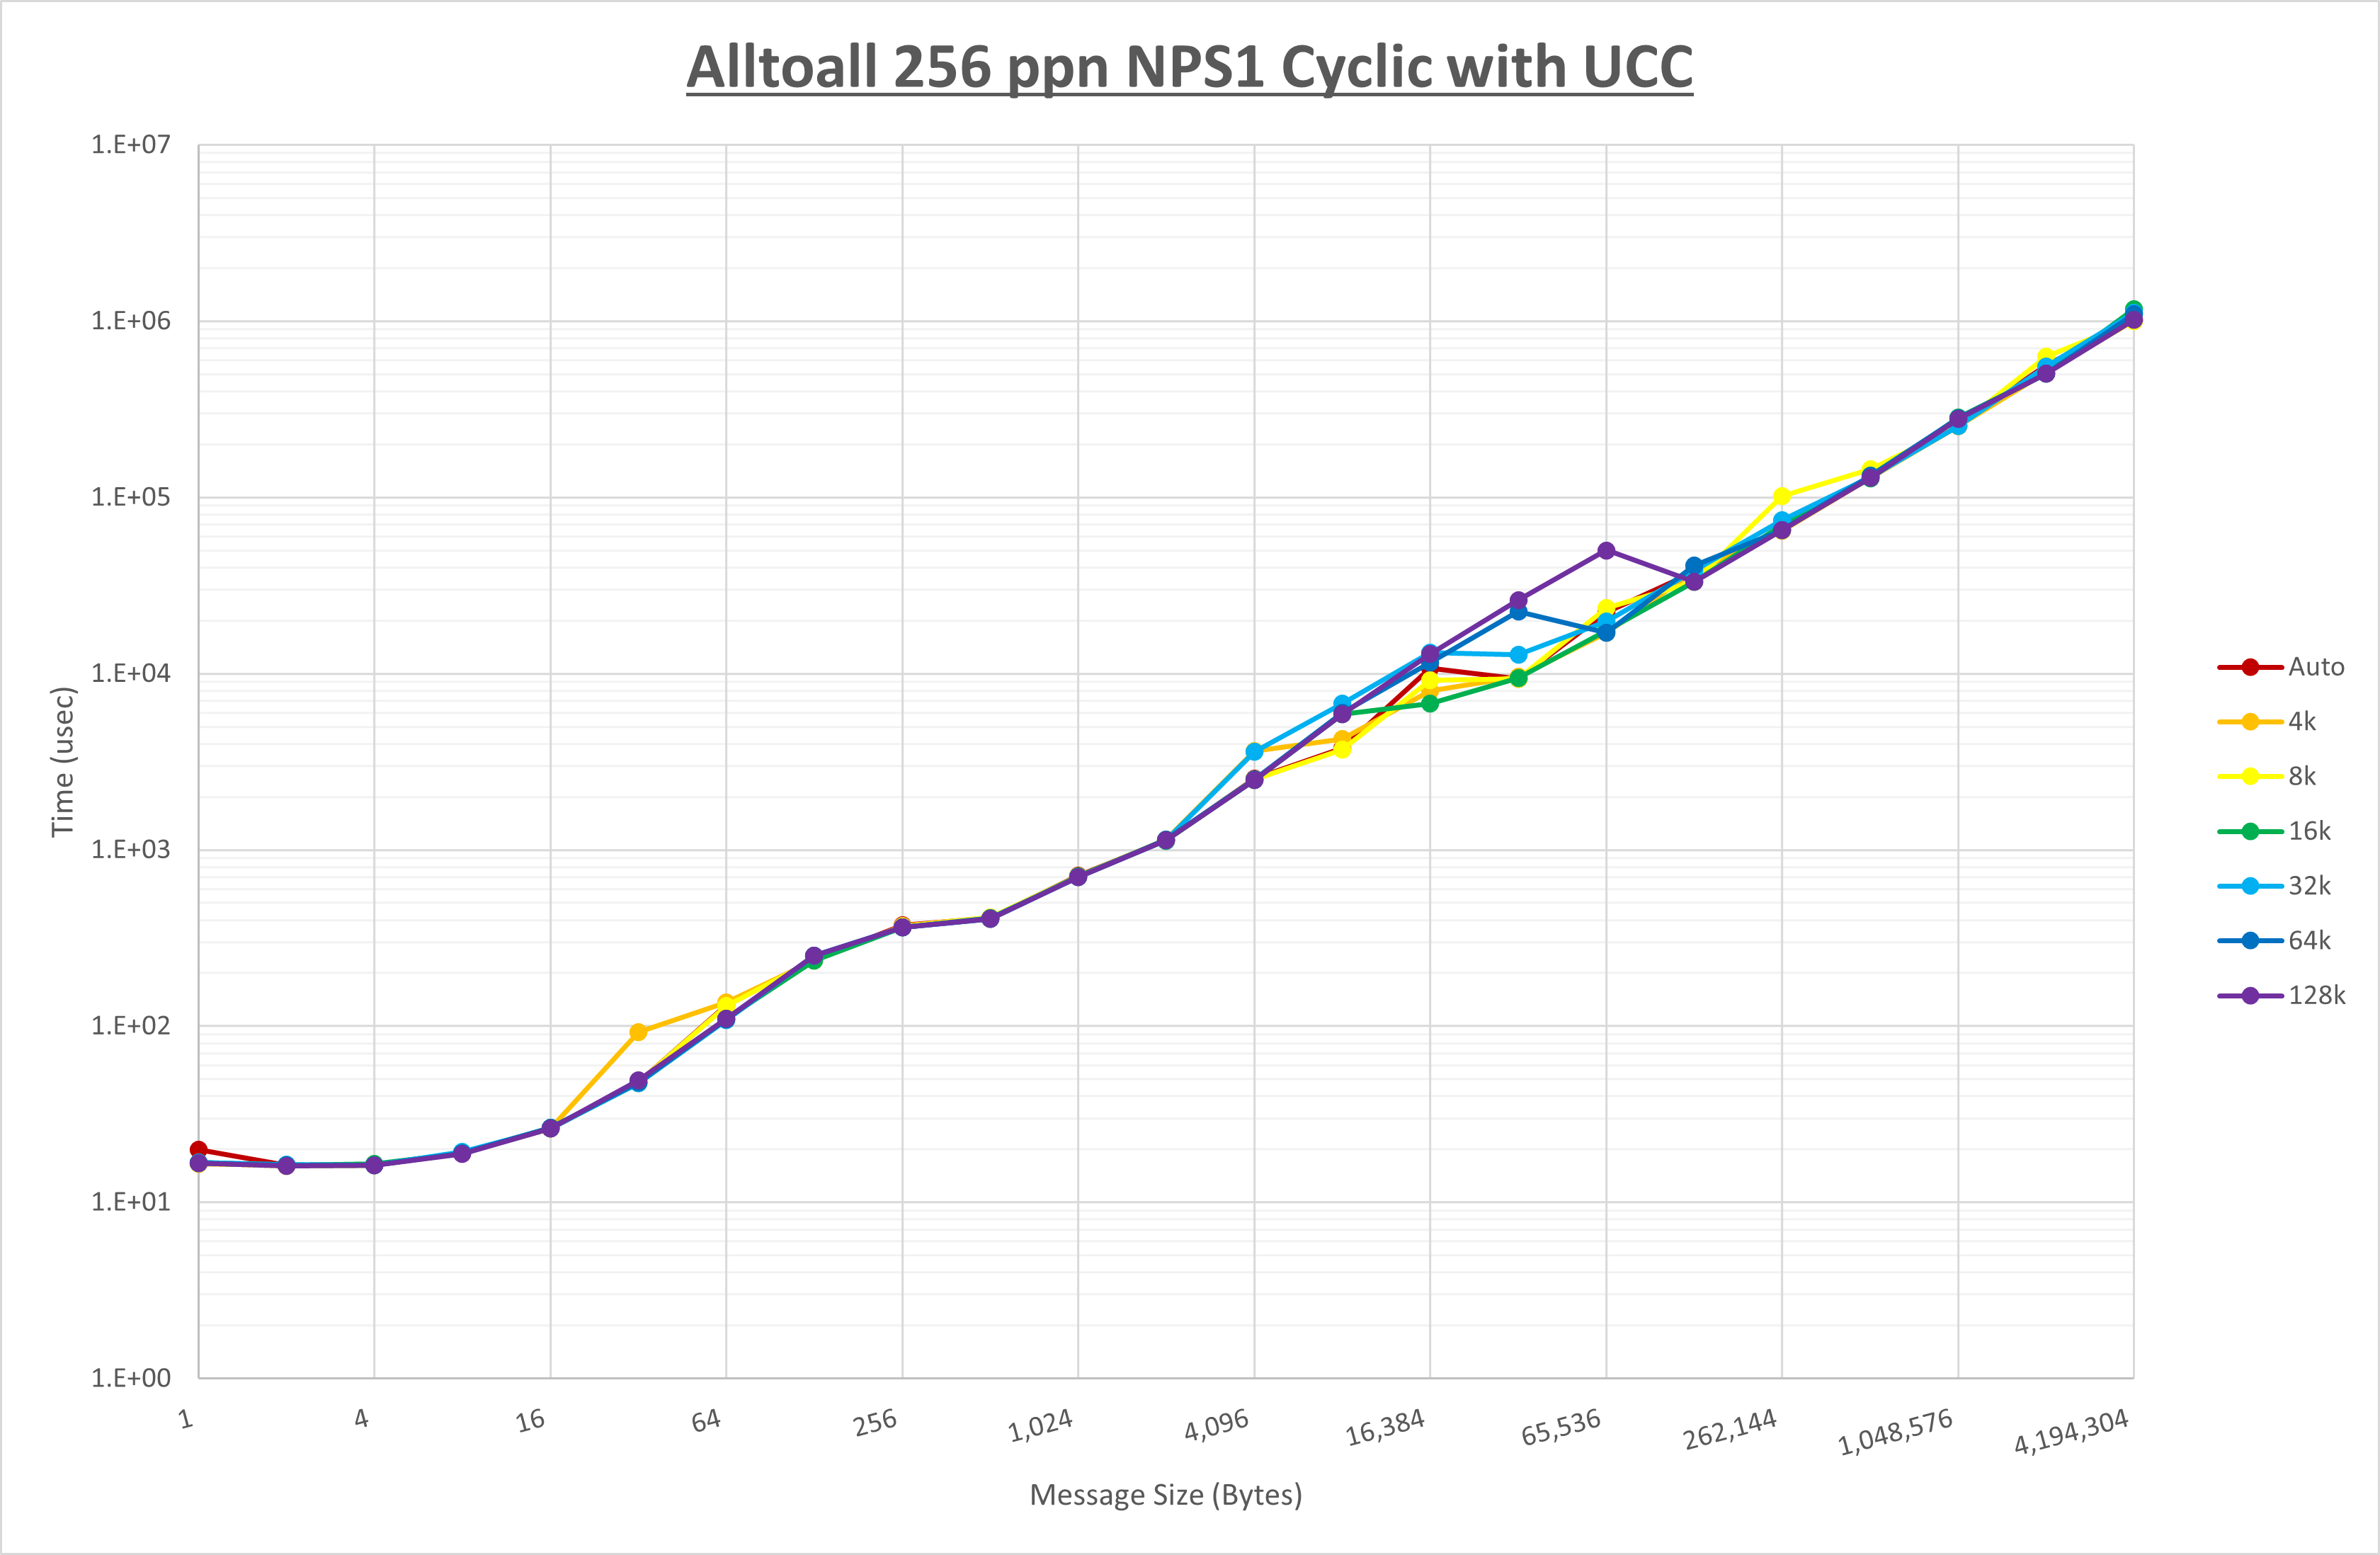 Alltoall 256 ppn NPS1 Cyclic with UCC
1.E+07
1.E+06
1.E+05
1.E+04
1.E+03
1.E+02
1.E+01
1.E+00
Time (usec)
1 4 16 64 256 1,024 4,096 16,384 65,536 262,144 1,048,576 4,194,304
Message Size (Bytes)
Auto
4k
8k
16k
32k
64k
128k